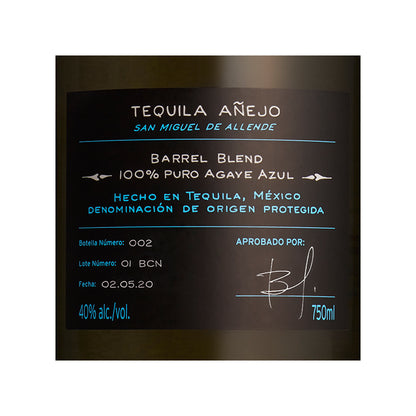 TEQUILA AÑEJO
SAN MIGUEL DE ALLENDE
BARREL BLEND
100% PURO AGAVE AZUL
HECHO EN TEQUILA, MÉXICO
DENOMINACIÓN DE ORIGEN PROTEGIDA
Botella Número: 002
APROBADO POR:
Lote Número: 01 BCN
Fecha: 02.05.20
40% alc./vol.
750ml